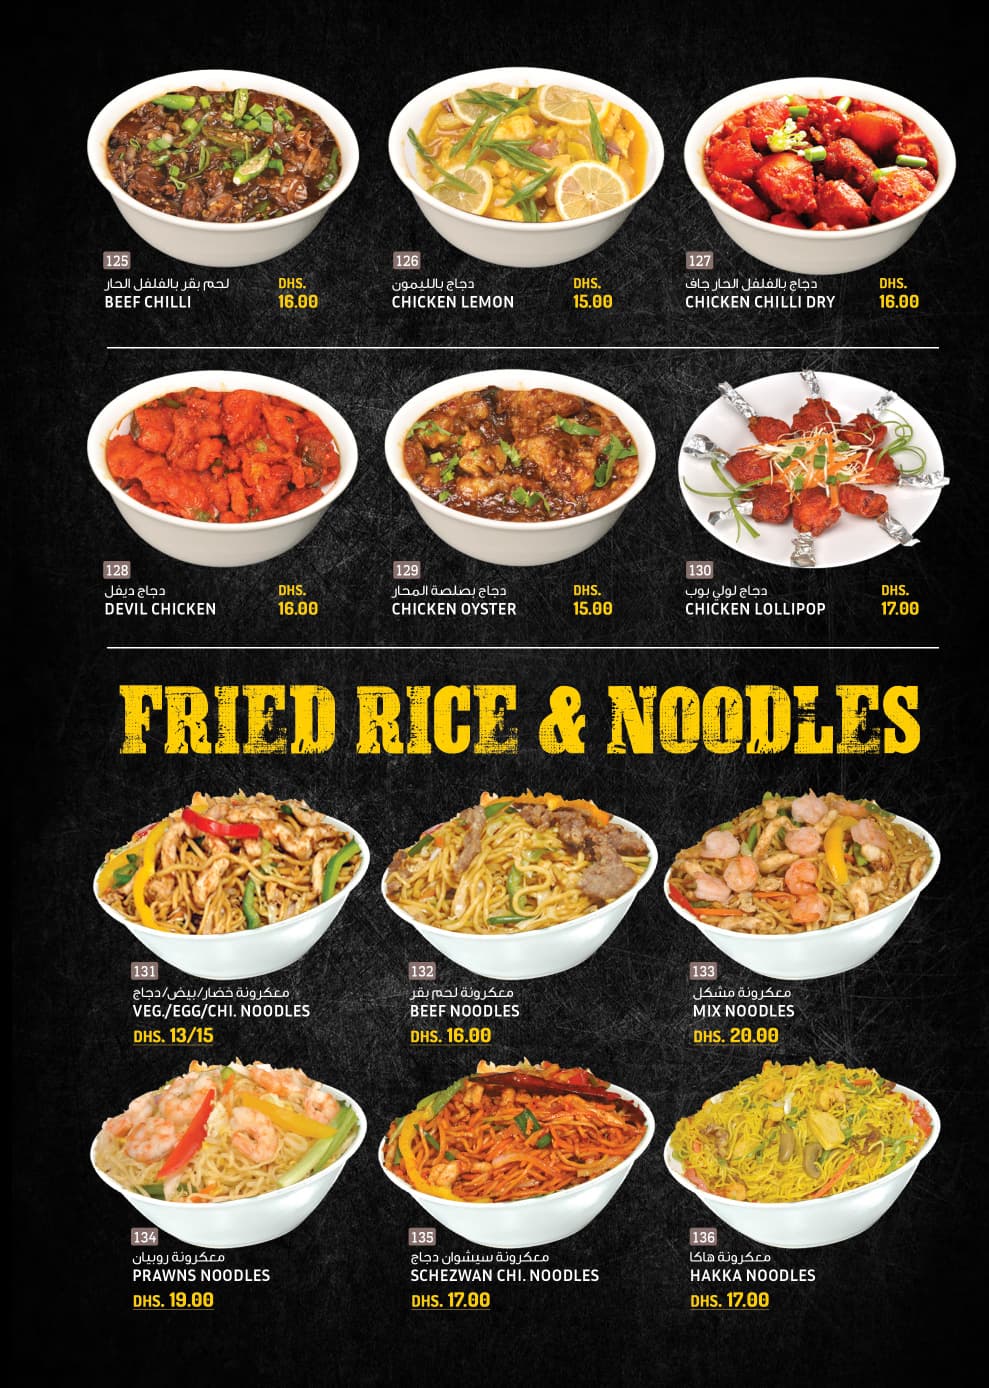 125
لحم بقر بالفلفل الحار
BEEF CHILLI
DHS.
16.00
126
دجاج بالليمون
CHICKEN LEMON
DHS.
15.00
127
دجاج بالفلفل الحار جاف
CHICKEN CHILLI DRY
DHS.
16.00
128
دجاج ديفل
DEVIL CHICKEN
DHS.
16.00
129
دجاج بصلصة المحار
CHICKEN OYSTER
DHS.
15.00
130
دجاج لولي بوب
CHICKEN LOLLIPOP
DHS.
17.00
FRIED RICE & NOODLES
131
معكرونة خضار/بيض/دجاج
VEG./EGG/CHI. NOODLES
DHS. 13/15
132
معكرونة لحم بقر
BEEF NOODLES
DHS. 16.00
133
معكرونة مشكل
MIX NOODLES
DHS. 20.00
134
معكرونة روبيان
PRAWNS NOODLES
DHS. 19.00
135
معكرونة سيشوان دجاج
SCHEZWAN CHI. NOODLES
DHS. 17.00
136
معكرونة هاكا
HAKKA NOODLES
DHS. 17.00